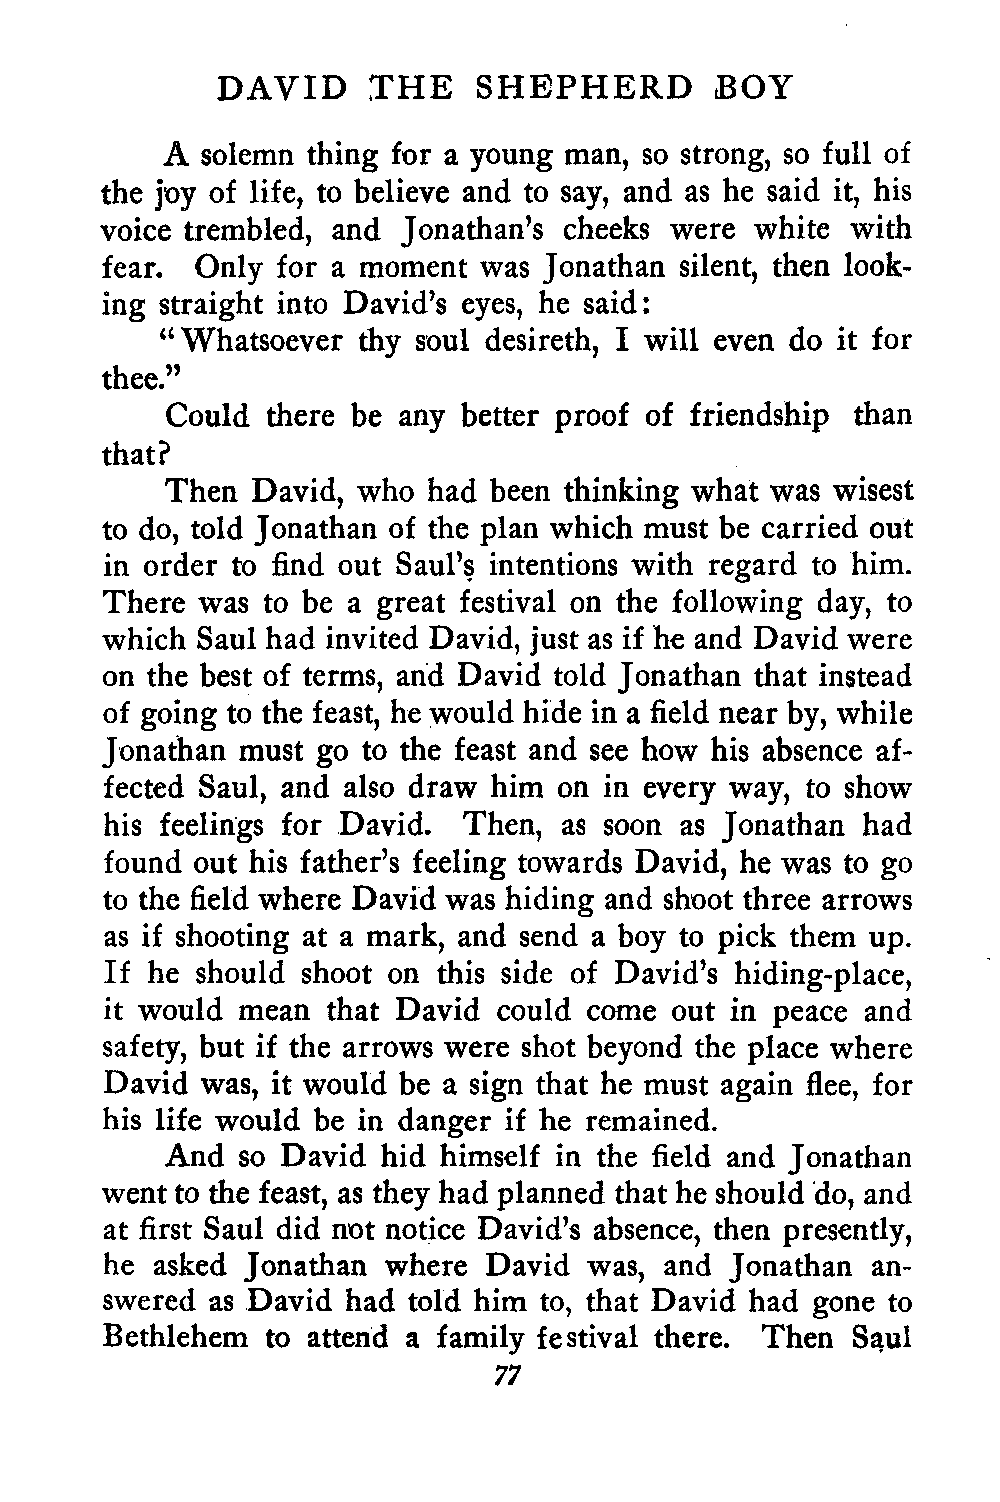 DAVID THE SHEPHERD BOY
A solemn thing for a young man, so strong, so full of
the joy of life, to believe and to say, and as he said it, his
voice trembled, and Jonathan's cheeks were white with
fear. Only for a moment was Jonathan silent, then look-
ing straight into David's eyes, he said:
"Whatsoever thy soul desireth, I will even do it for
thee."
Could there be any better proof of friendship than
that?
Then David, who had been thinking what was wisest
to do, told Jonathan of the plan which must be carried out
in order to find out Saul's intentions with regard to him.
There was to be a great festival on the following day, to
which Saul had invited David, just as if he and David were
on the best of terms, and David told Jonathan that instead
of going to the feast, he would hide in a field near by, while
Jonathan must go to the feast and see how his absence af-
fected Saul, and also draw him on in every way, to show
his feelings for David. Then, as soon as Jonathan had
found out his father's feeling towards David, he was to go
to the field where David was hiding and shoot three arrows
as if shooting at a mark, and send a boy to pick them up.
If he should shoot on this side of David's hiding-place,
it would mean that David could come out in peace and
safety, but if the arrows were shot beyond the place where
David was, it would be a sign that he must again flee, for
his life would be in danger if he remained.
And so David hid himself in the field and Jonathan
went to the feast, as they had planned that he should do, and
at first Saul did not notice David's absence, then presently,
he asked Jonathan where David was, and Jonathan an-
swered as David had told him to, that David had gone to
Bethlehem to attend a family festival there. Then Saul
77